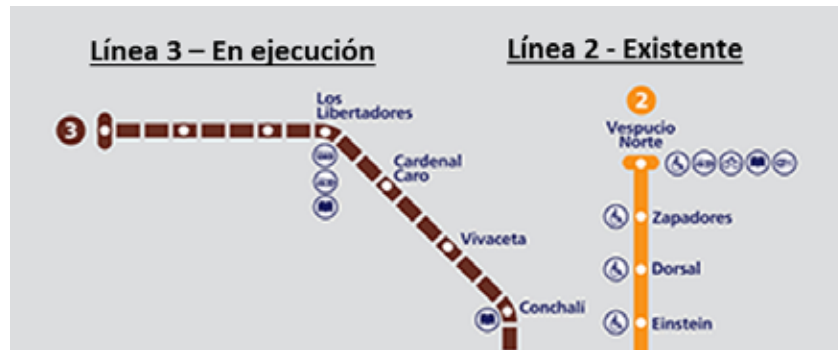 Línea 3 – En ejecución
Línea 2 - Existente
3
Los
Libertadores
Cardenal
Caro
Vivaceta
Conchalí
2
Vespucio
Norte
Zapadores
Dorsal
Einstein